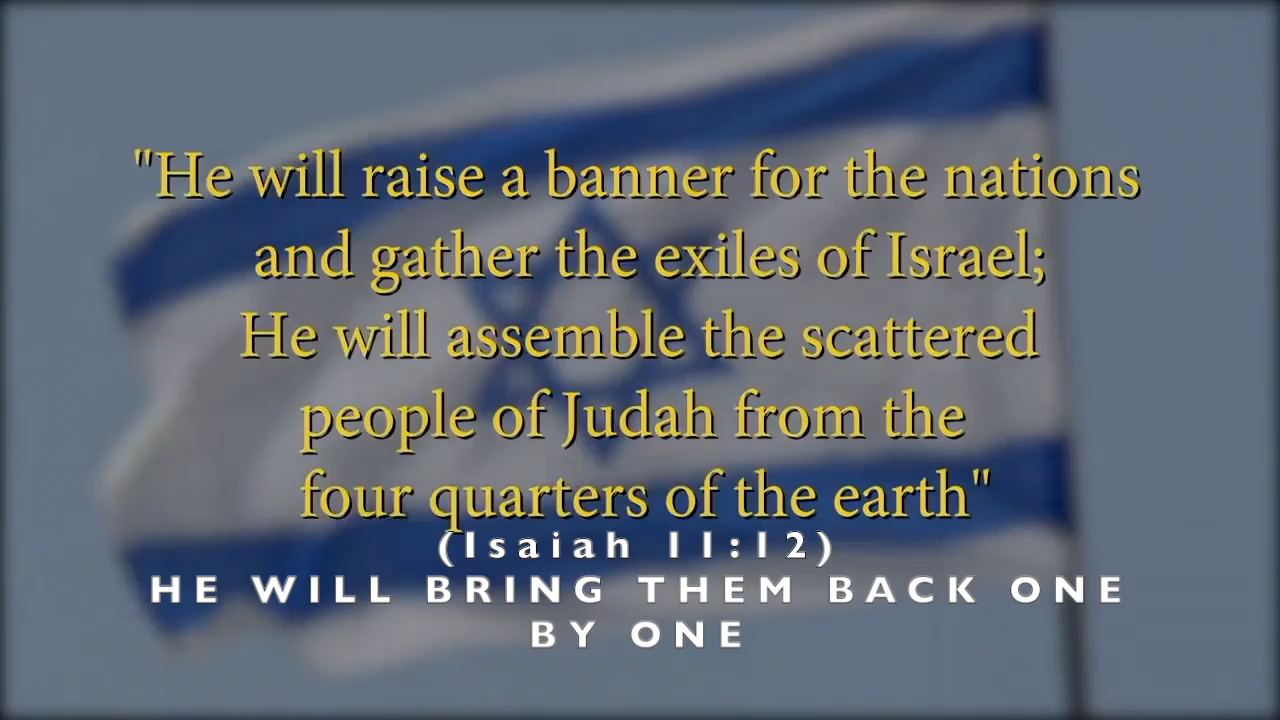 "He will raise a banner for the nations
and gather the exiles of Israel;
He will assemble the scattered
people of Judah from the
four quarters of the earth"
(Isaiah 11:12)
HE WILL BRING THEM BACK ONE
BY ONE